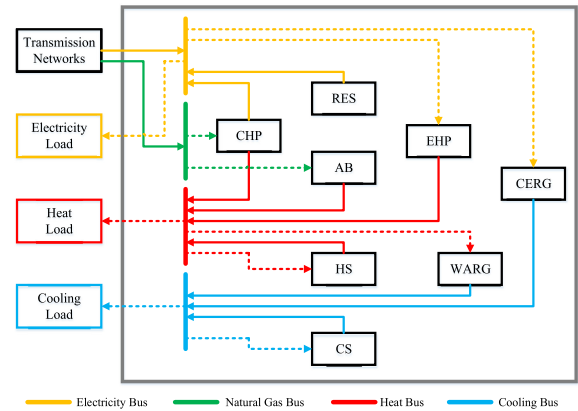 Transmission
Networks
RES
Electricity
Load
CHP
EHP
AB
CERG
Heat
Load
HS
WARG
Cooling
Load
CS
Electricity Bus
Natural Gas Bus
Heat Bus
Cooling Bus